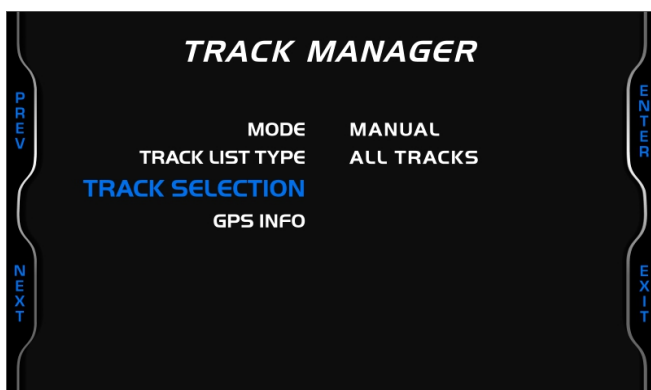 TRACK MANAGER
PREV
ENTER
MODE MANUAL
TRACK LIST TYPE ALL TRACKS
TRACK SELECTION
GPS INFO
NEXT
EXIT